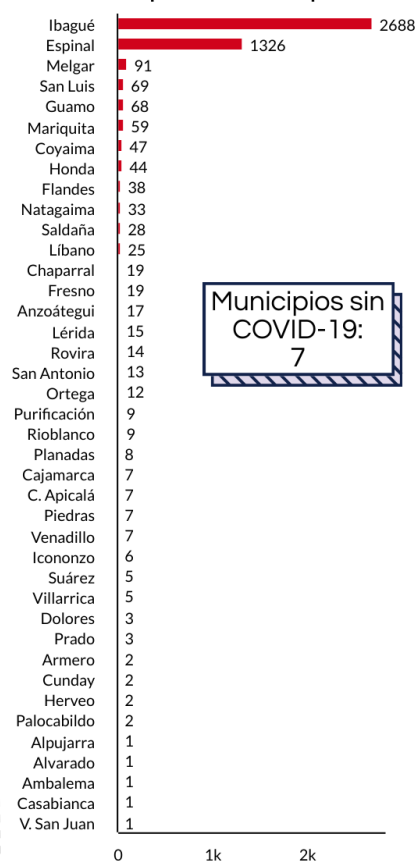 Ibagué 2688
Espinal 1326
Melgar 91
San Luis 69
Guamo 68
Mariquita 59
Coyaima 47
Honda 44
Flandes 38
Natagaima 33
Saldaña 28
Líbano 25
Chaparral 19
Fresno 19
Anzoátegui 17
Lérida 15
Rovira 14
San Antonio 13
Ortega 12
Purificación 9
Rioblanco 9
Planadas 8
Cajamarca 7
C. Apicalá 7
Piedras 7
Venadillo 7
Icononzo 6
Suárez 5
Villarrica 5
Dolores 3
Prado 3
Armero 2
Cunday 2
Herveo 2
Palocabildo 2
Alpujarra 1
Alvarado 1
Ambalema 1
Casabianca 1
V. San Juan 1
0 1k 2k
Municipios sin
COVID-19:
7